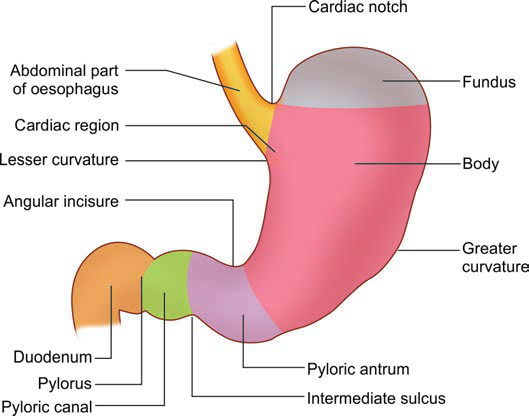 Cardiac notch
Abdominal part
of oesophagus
Fundus
Cardiac region
Lesser curvature
Body
Angular incisure
Greater
curvature
Duodenum
Pyloric antrum
Pylorus
Intermediate sulcus
Pyloric canal